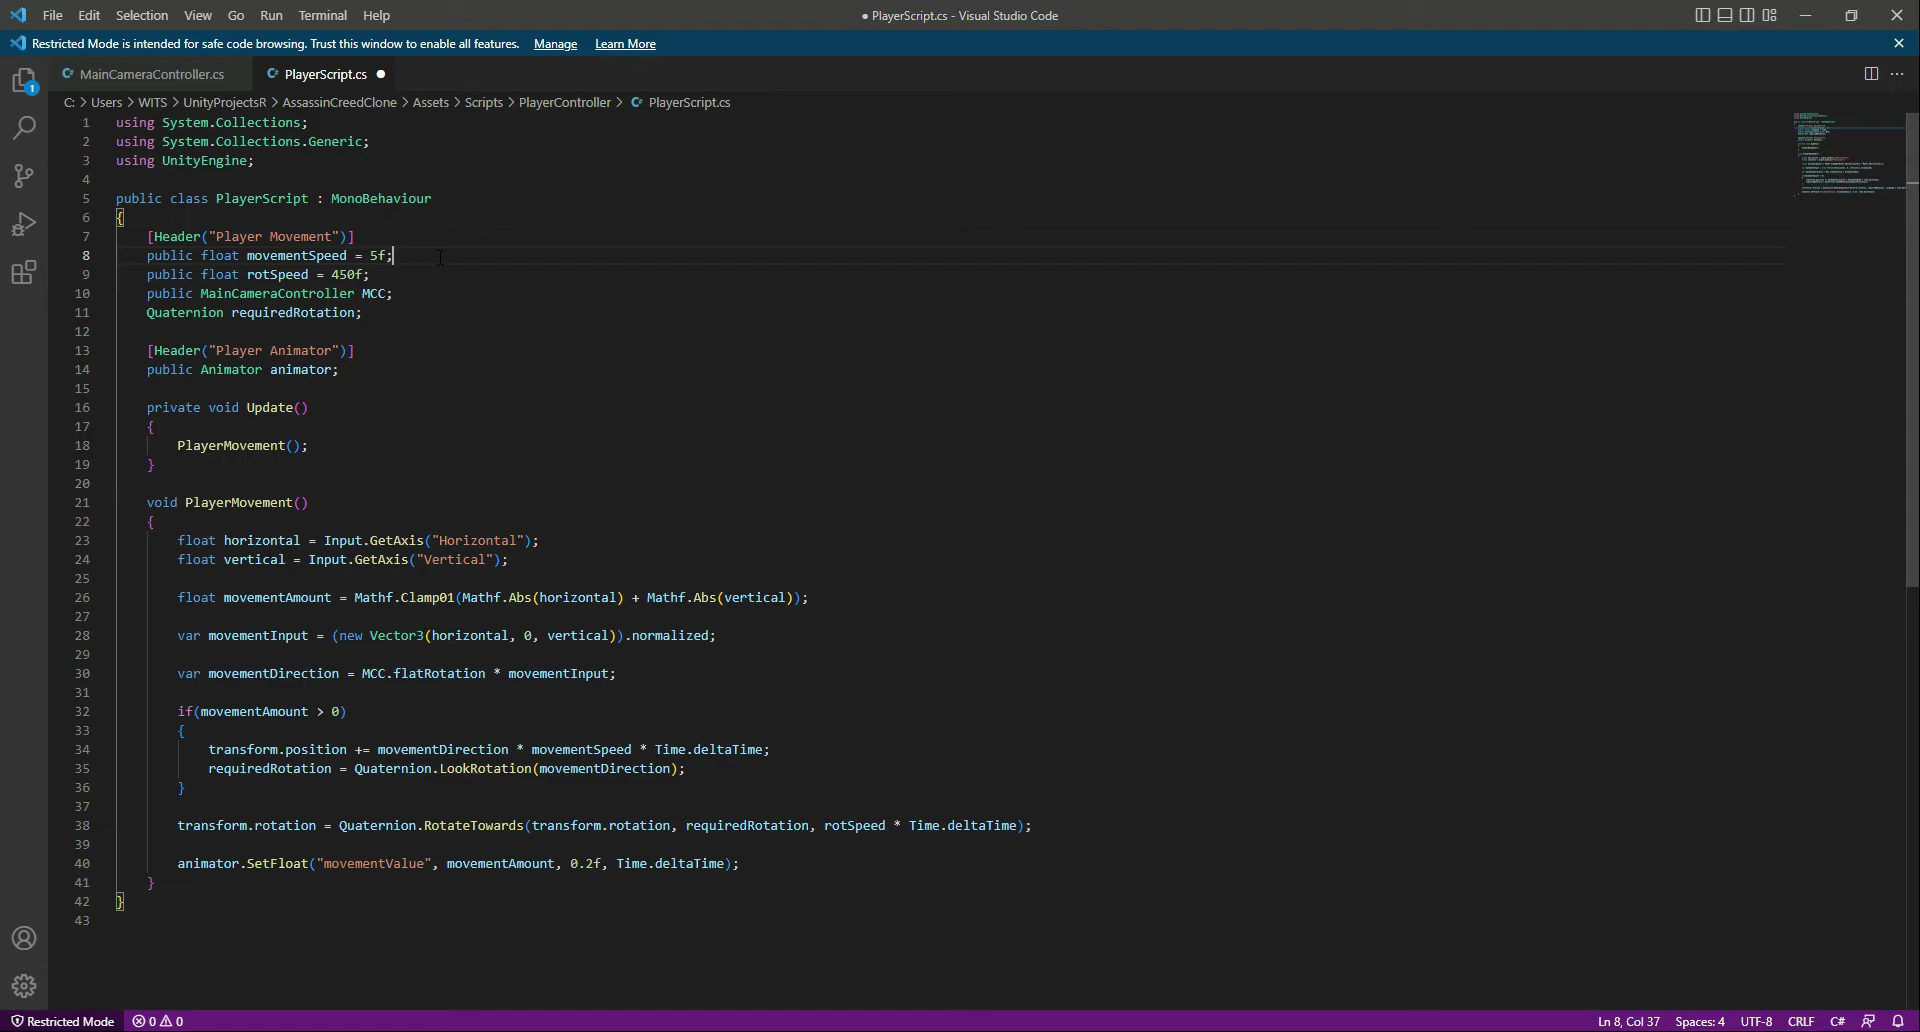 File Edit Selection View Go Run Terminal Help
● PlayerScript.cs - Visual Studio Code
Restricted Mode is intended for safe code browsing. Trust this window to enable all features. Manage Learn More
MainCameraController.cs PlayerScript.cs ●
C: > Users > WITS > UnityProjectsR > AssassinCreedClone > Assets > Scripts > PlayerController > PlayerScript.cs
1 using System.Collections;
2 using System.Collections.Generic;
3 using UnityEngine;
4
5 public class PlayerScript : MonoBehaviour
6 {
7 [Header("Player Movement")]
8 public float movementSpeed = 5f;
9 public float rotSpeed = 450f;
10 public MainCameraController MCC;
11 Quaternion requiredRotation;
12
13 [Header("Player Animator")]
14 public Animator animator;
15
16 private void Update()
17 {
18 PlayerMovement();
19 }
20
21 void PlayerMovement()
22 {
23 float horizontal = Input.GetAxis("Horizontal");
24 float vertical = Input.GetAxis("Vertical");
25
26 float movementAmount = Mathf.Clamp01(Mathf.Abs(horizontal) + Mathf.Abs(vertical));
27
28 var movementInput = (new Vector3(horizontal, 0, vertical)).normalized;
29
30 var movementDirection = MCC.flatRotation * movementInput;
31
32 if(movementAmount > 0)
33 {
34 transform.position += movementDirection * movementSpeed * Time.deltaTime;
35 requiredRotation = Quaternion.LookRotation(movementDirection);
36 }
37
38 transform.rotation = Quaternion.RotateTowards(transform.rotation, requiredRotation, rotSpeed * Time.deltaTime);
39
40 animator.SetFloat("movementValue", movementAmount, 0.2f, Time.deltaTime);
41 }
42 }
43
1
Restricted Mode 0 0 Ln 8, Col 37 Spaces: 4 UTF-8 CRLF C#